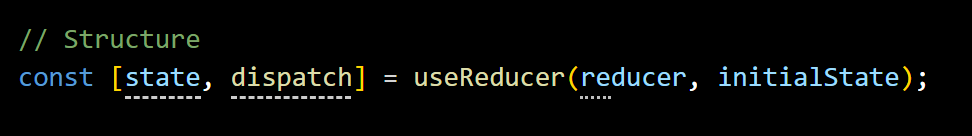 // Structure
const [state, dispatch] = useReducer(reducer, initialState);